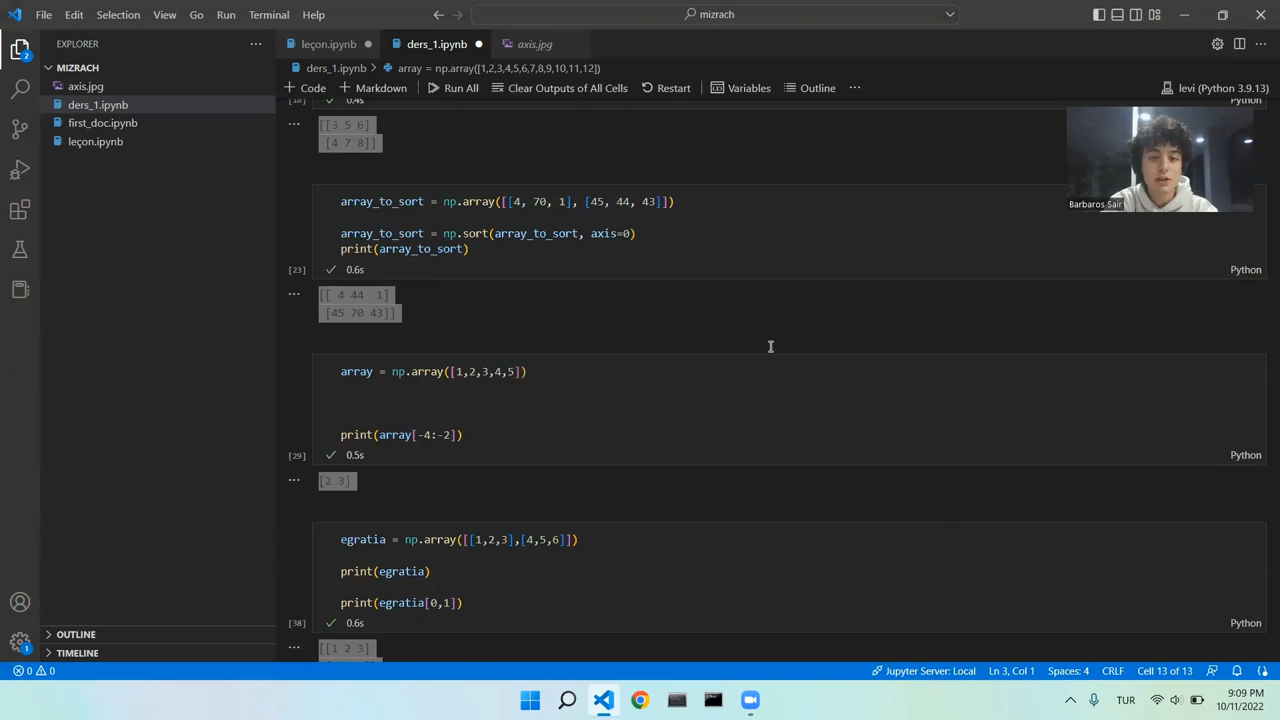 File Edit Selection View Go Run Terminal Help
mizrach
EXPLORER
leçon.ipynb
ders_1.ipynb
axis.jpg
MIZRACH
ders_1.ipynb > array = np.array([1,2,3,4,5,6,7,8,9,10,11,12])
axis.jpg
ders_1.ipynb
first_doc.ipynb
leçon.ipynb
+ Code + Markdown Run All Clear Outputs of All Cells Restart Variables Outline ...
levi (Python 3.9.13)
[18] 0.4s Python
[[3 5 6]
[4 7 8]]
Barbaros Sair
array_to_sort = np.array([[4, 70, 1], [45, 44, 43]])
array_to_sort = np.sort(array_to_sort, axis=0)
print(array_to_sort)
[23] 0.6s Python
[[ 4 44 1]
[45 70 43]]
array = np.array([1,2,3,4,5])
print(array[-4:-2])
[29] 0.5s Python
[2 3]
egratia = np.array([[1,2,3],[4,5,6]])
print(egratia)
print(egratia[0,1])
[38] 0.6s Python
[[1 2 3]
OUTLINE
TIMELINE
2
1
0 0 Jupyter Server: Local Ln 3, Col 1 Spaces: 4 CRLF Cell 13 of 13
TUR
9:09 PM
10/11/2022